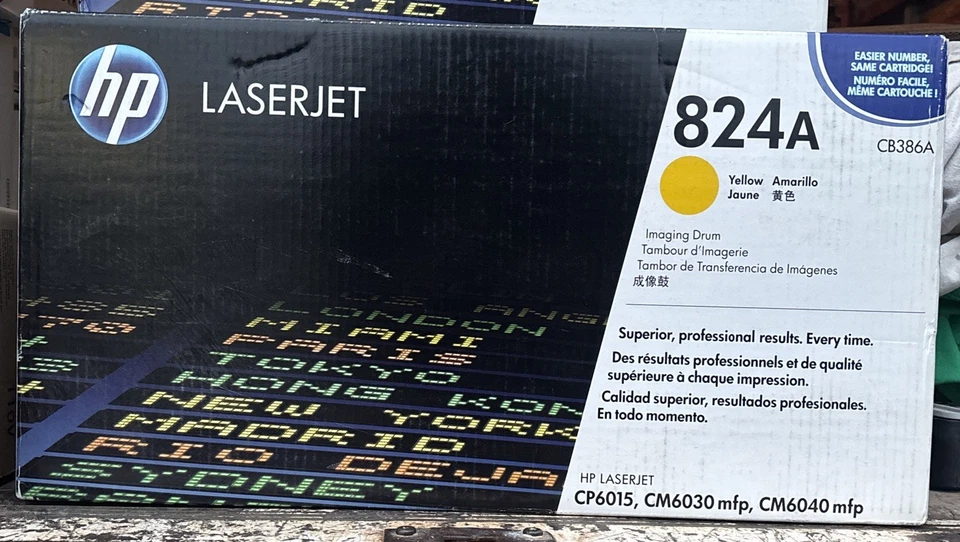 hp
LASERJET
EASIER NUMBER,
SAME CARTRIDGE!
NUMÉRO FACILE,
MÊME CARTOUCHE !
824A
CB386A
Yellow Amarillo
Jaune 黄色
Imaging Drum
Tambour d'Imagerie
Tambor de Transferencia de Imágenes
成像鼓
Superior, professional results. Every time.
Des résultats professionnels et de qualité
supérieure à chaque impression.
Calidad superior, resultados profesionales.
En todo momento.
HP LASERJET
CP6015, CM6030 mfp, CM6040 mfp
LONDON
MIAMI
PARIS
TOKYO
HONG KON
NEW YORK
MADRID
RIO DEJA
SYDNEY